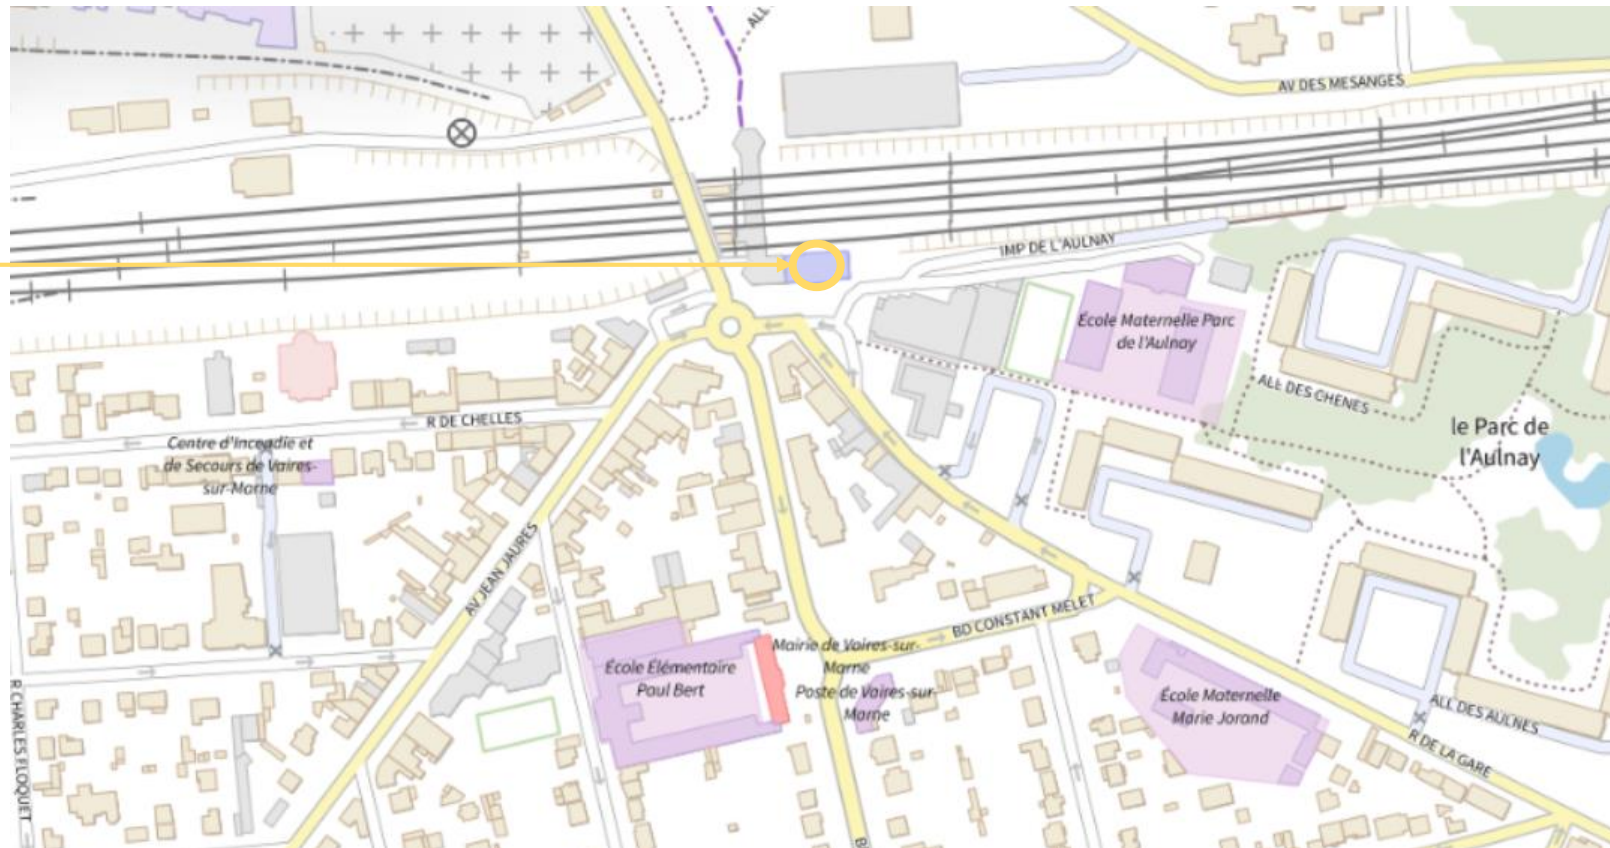 ALL
AV DES MESANGES
IMP DE L'AULNAY
École Maternelle Parc
de l'Aulnay
ALL DES CHENES
le Parc de
l'Aulnay
R DE CHELLES
Centre d'Incendie et
de Secours de Vaires-
sur-Marne
AV JEAN JAURES
BD CONSTANT MELET
Mairie de Vaires-sur-
Marne
École Elémentaire
Paul Bert
Poste de Vaires-sur-
Marne
École Maternelle
Marie Jorand
ALL DES AULNES
R DE LA GARE
R CHARLES FLOQUET
B